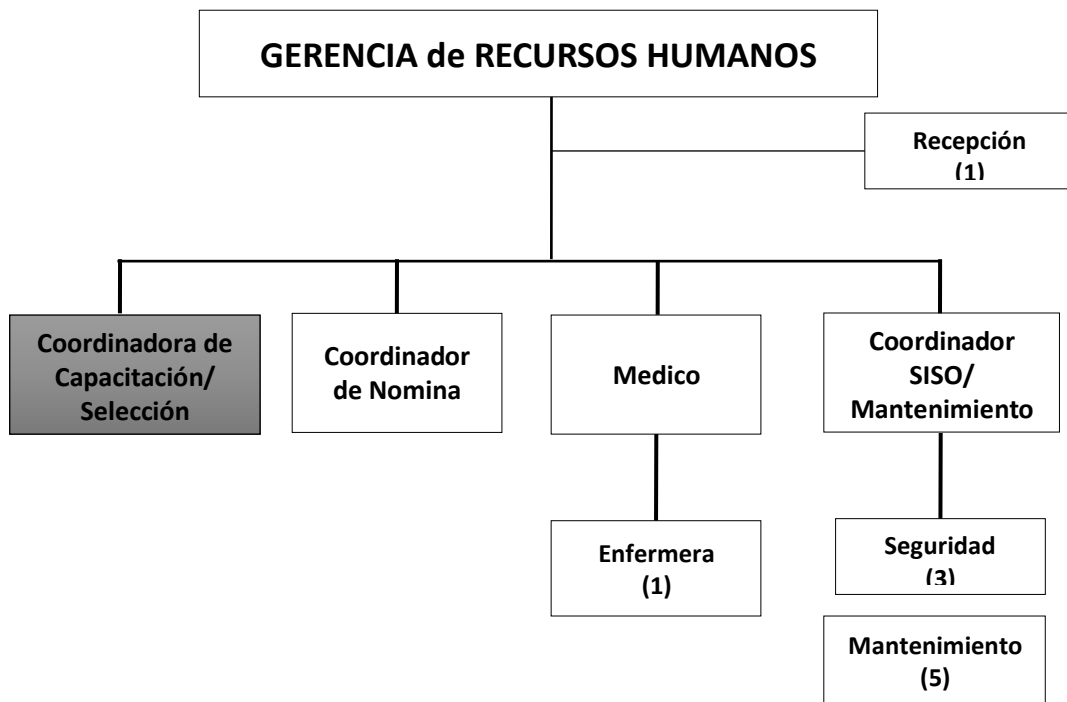 GERENCIA de RECURSOS HUMANOS
Recepción
(1)
Coordinadora de
Capacitación/
Selección
Coordinador
de Nomina
Medico
Coordinador
SISO/
Mantenimiento
Enfermera
(1)
Seguridad
(3)
Mantenimiento
(5)